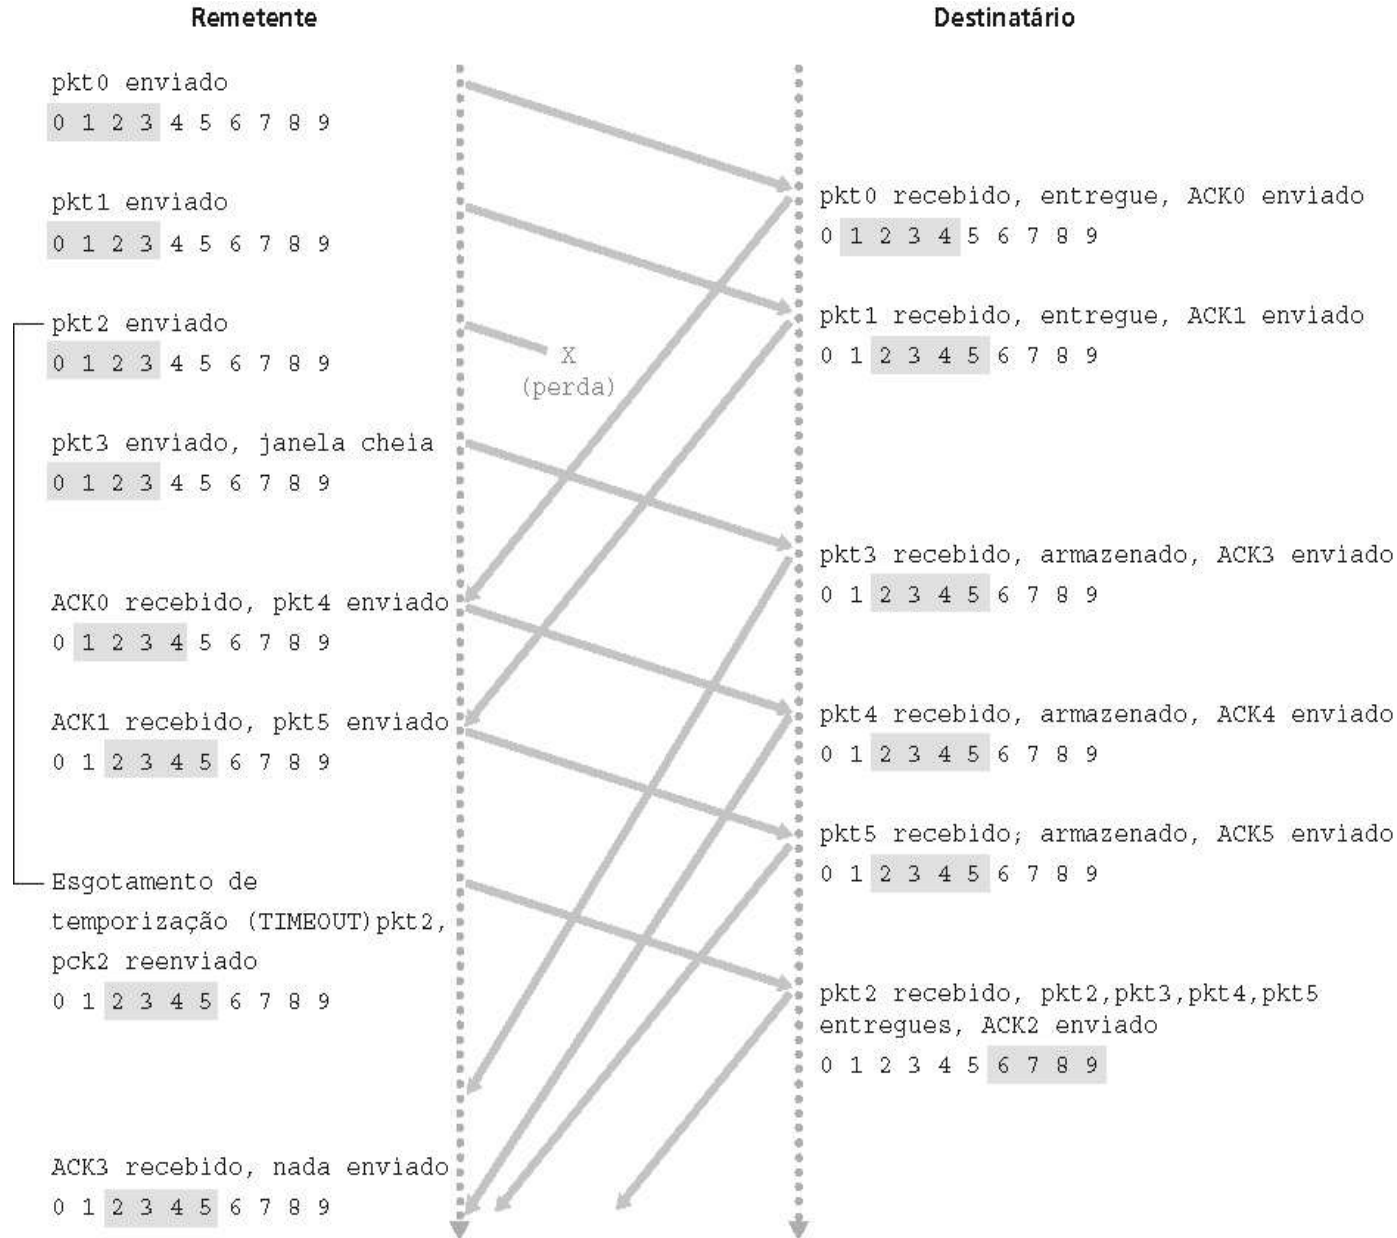 Remetente
pkt0 enviado
0 1 2 3 4 5 6 7 8 9
pkt1 enviado
0 1 2 3 4 5 6 7 8 9
pkt2 enviado
0 1 2 3 4 5 6 7 8 9
pkt3 enviado, janela cheia
0 1 2 3 4 5 6 7 8 9
ACK0 recebido, pkt4 enviado
0 1 2 3 4 5 6 7 8 9
ACK1 recebido, pkt5 enviado
0 1 2 3 4 5 6 7 8 9
Esgotamento de
temporização (TIMEOUT)pkt2,
pck2 reenviado
0 1 2 3 4 5 6 7 8 9
ACK3 recebido, nada enviado
0 1 2 3 4 5 6 7 8 9
X
(perda)
Destinatário
pkt0 recebido, entregue, ACK0 enviado
0 1 2 3 4 5 6 7 8 9
pkt1 recebido, entregue, ACK1 enviado
0 1 2 3 4 5 6 7 8 9
pkt3 recebido, armazenado, ACK3 enviado
0 1 2 3 4 5 6 7 8 9
pkt4 recebido, armazenado, ACK4 enviado
0 1 2 3 4 5 6 7 8 9
pkt5 recebido; armazenado, ACK5 enviado
0 1 2 3 4 5 6 7 8 9
pkt2 recebido, pkt2,pkt3,pkt4,pkt5
entregues, ACK2 enviado
0 1 2 3 4 5 6 7 8 9